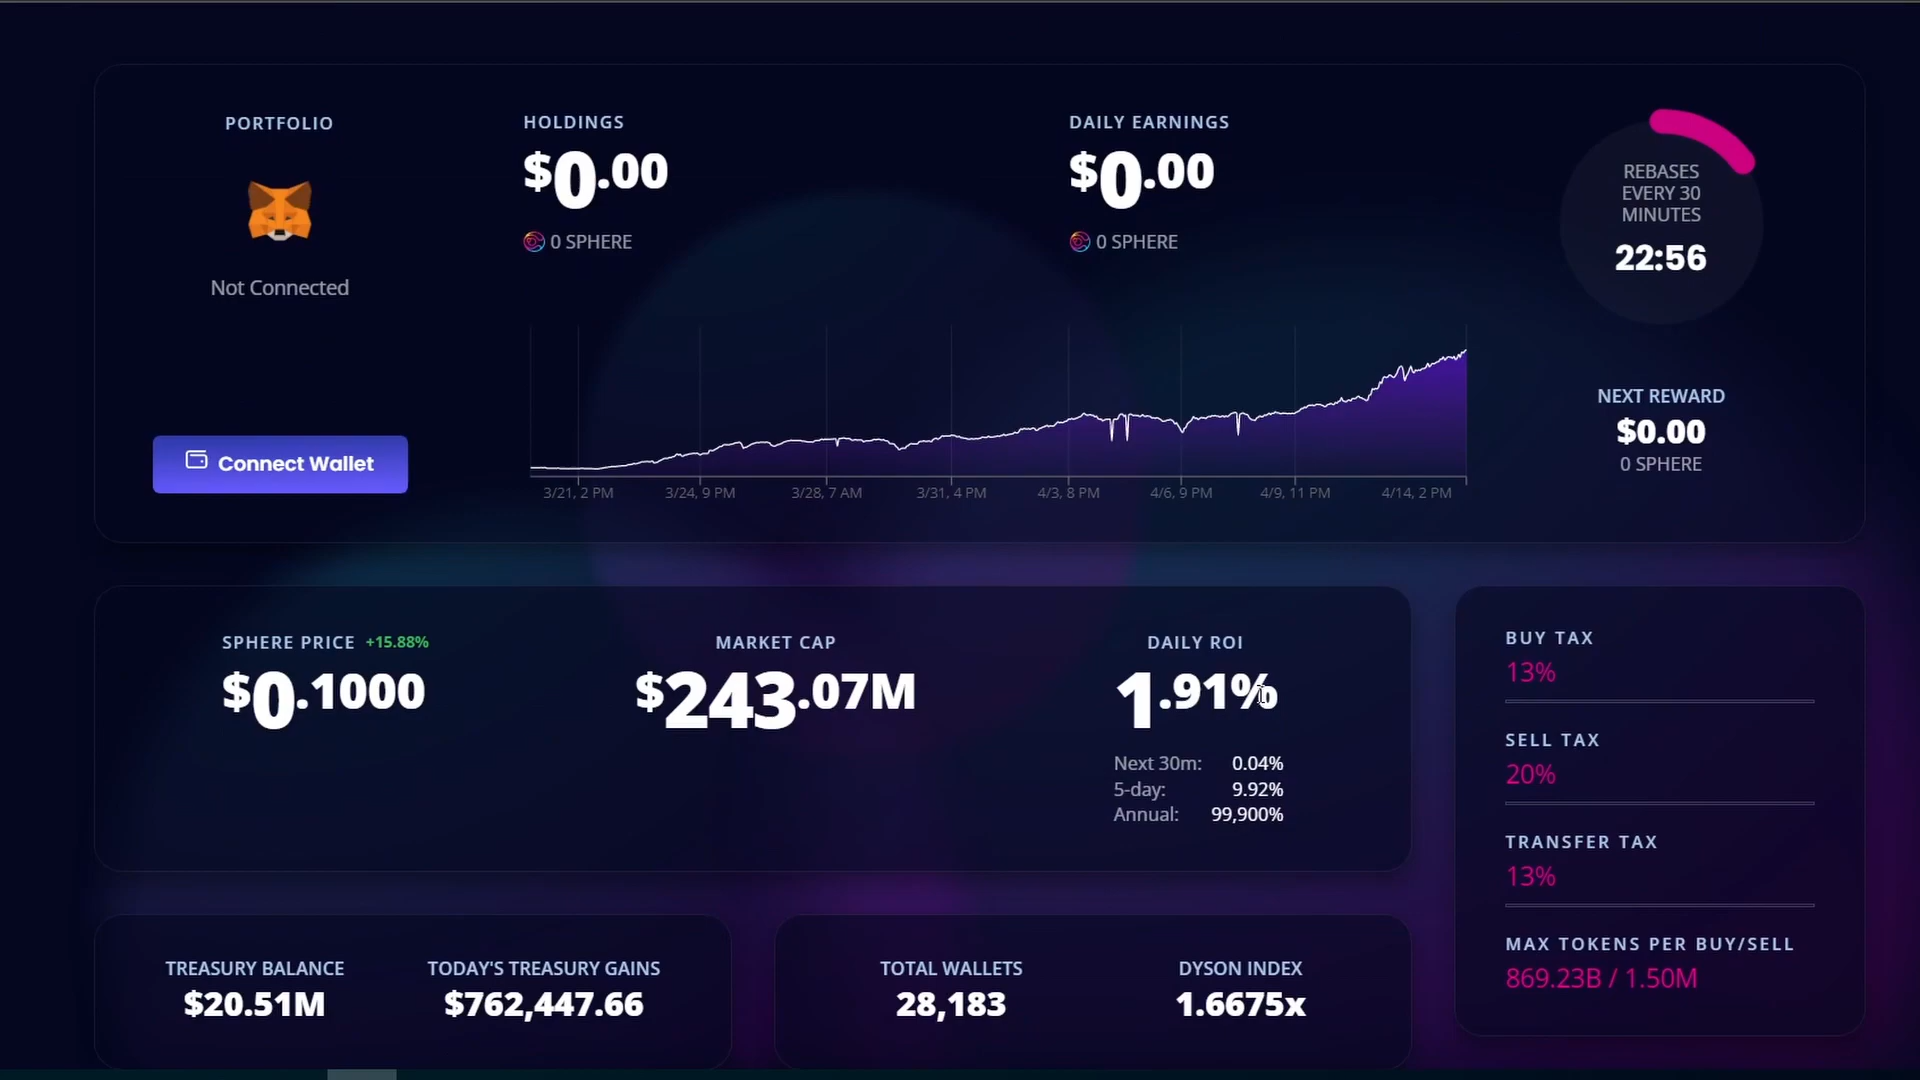 PORTFOLIO
Not Connected
Connect Wallet
HOLDINGS
$0.00
0 SPHERE
DAILY EARNINGS
$0.00
0 SPHERE
REBASES
EVERY 30
MINUTES
22:56
NEXT REWARD
$0.00
0 SPHERE
3/21, 2 PM
3/24, 9 PM
3/28, 7 AM
3/31, 4 PM
4/3, 8 PM
4/6, 9 PM
4/9, 11 PM
4/14, 2 PM
SPHERE PRICE +15.88%
$0.1000
MARKET CAP
$243.07M
DAILY ROI
1.91%
Next 30m: 0.04%
5-day: 9.92%
Annual: 99,900%
BUY TAX
13%
SELL TAX
20%
TRANSFER TAX
13%
MAX TOKENS PER BUY/SELL
869.23B / 1.50M
TREASURY BALANCE
$20.51M
TODAY'S TREASURY GAINS
$762,447.66
TOTAL WALLETS
28,183
DYSON INDEX
1.6675x